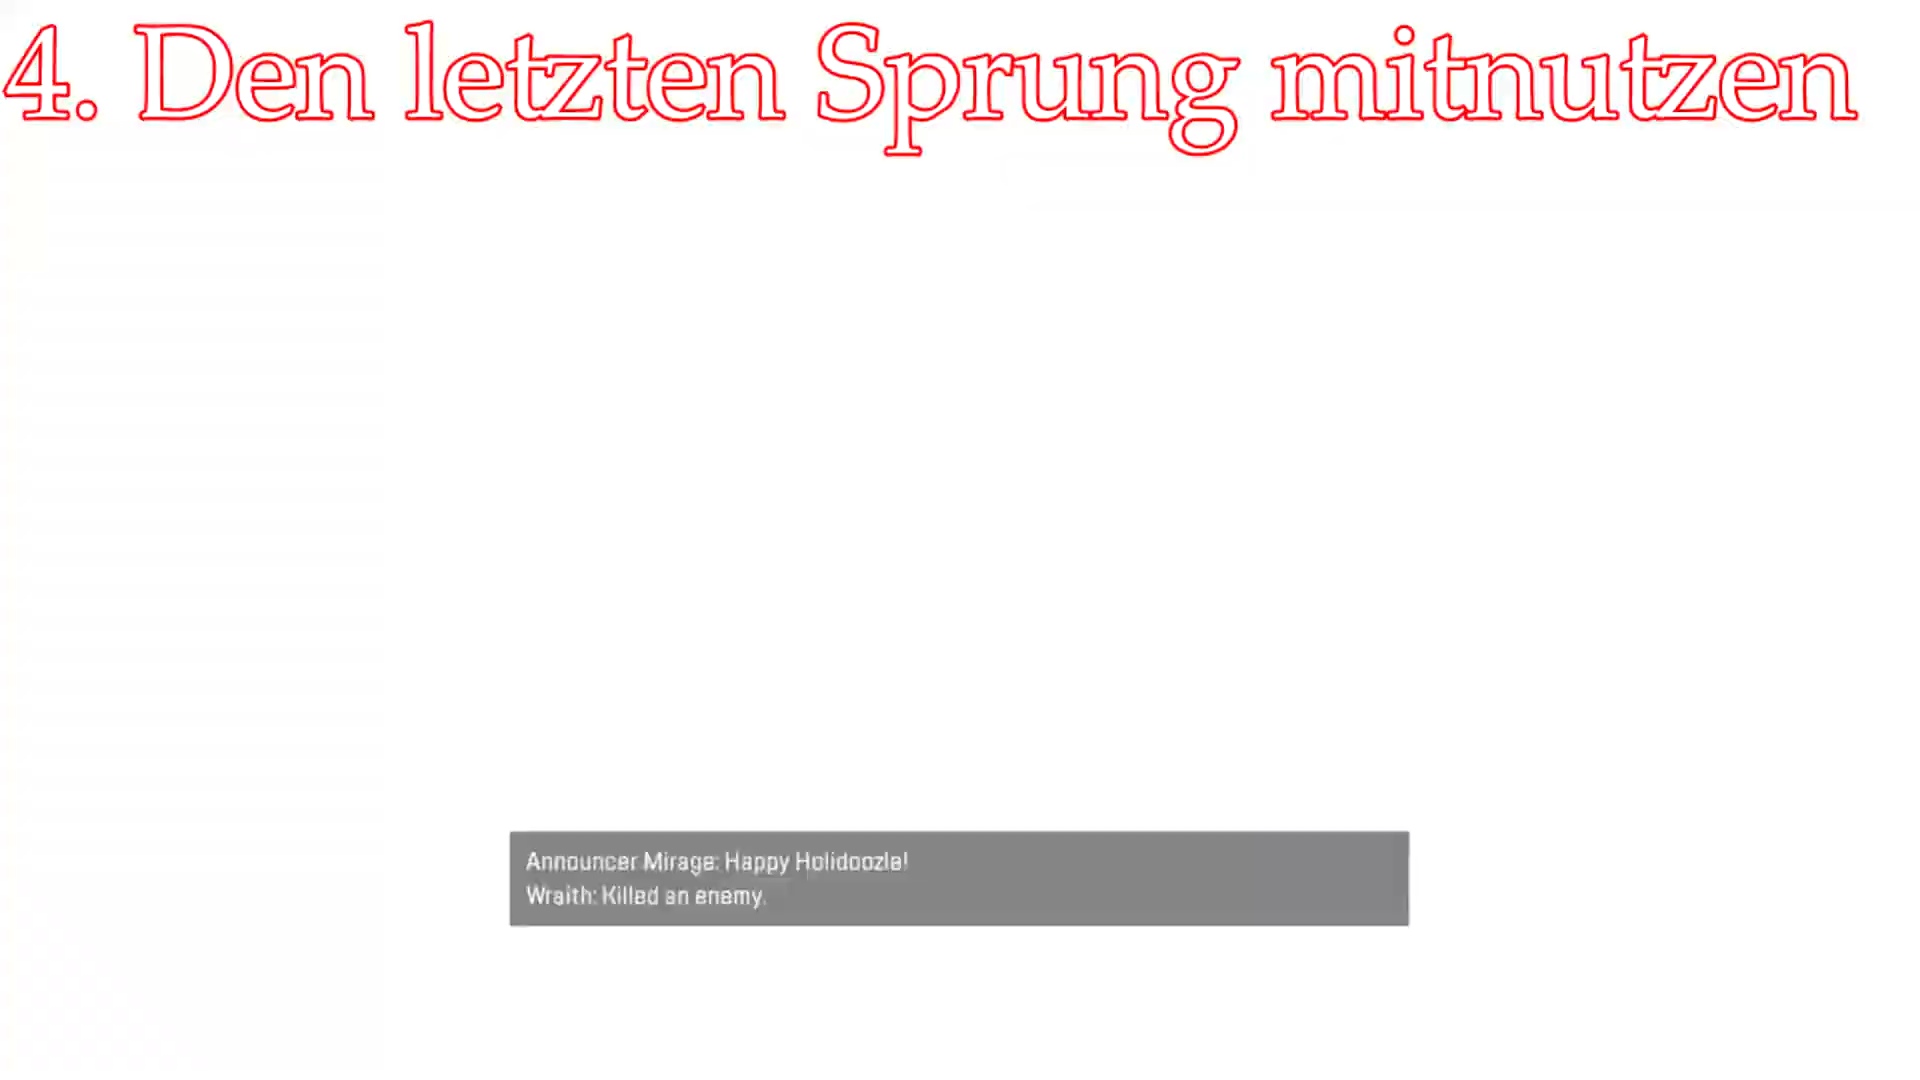 4. Den letzten Sprung mitnutzen
Announcer Mirage: Happy Holidoozle!
Wraith: Killed an enemy.